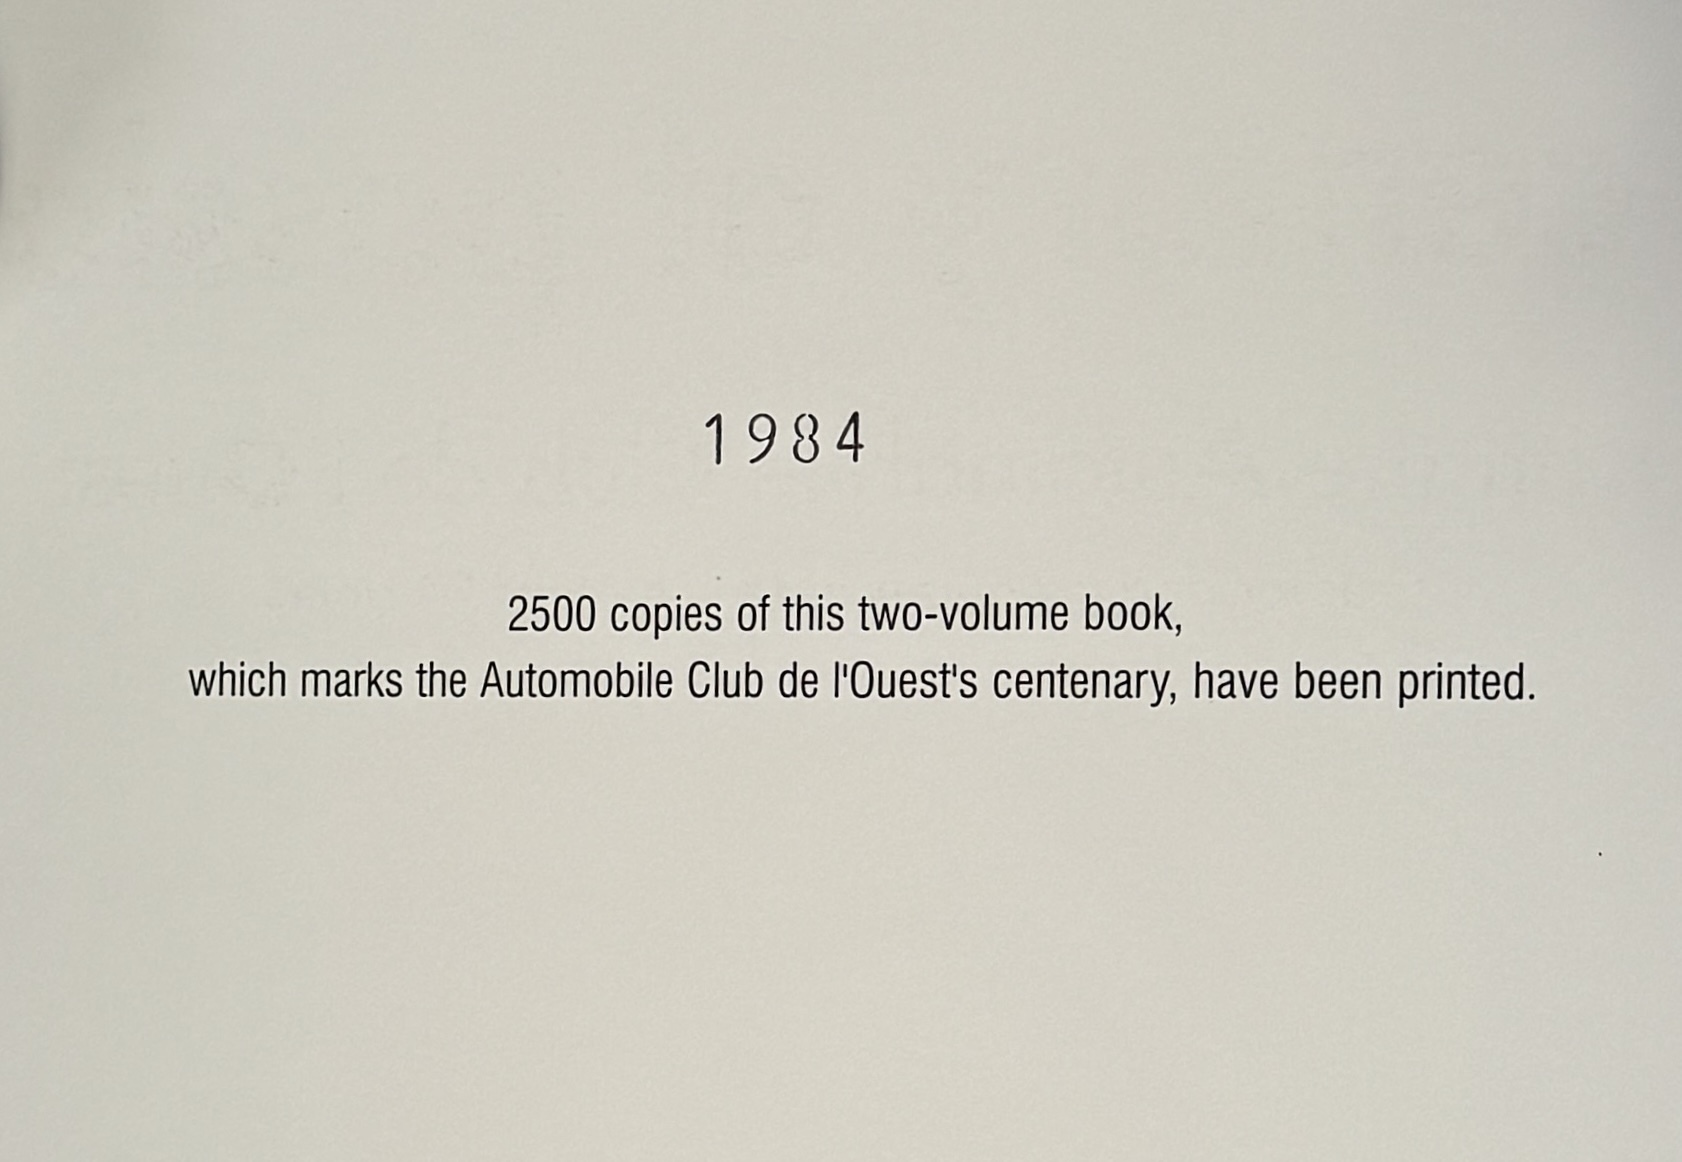 1984
2500 copies of this two-volume book,
which marks the Automobile Club de l'Ouest's centenary, have been printed.